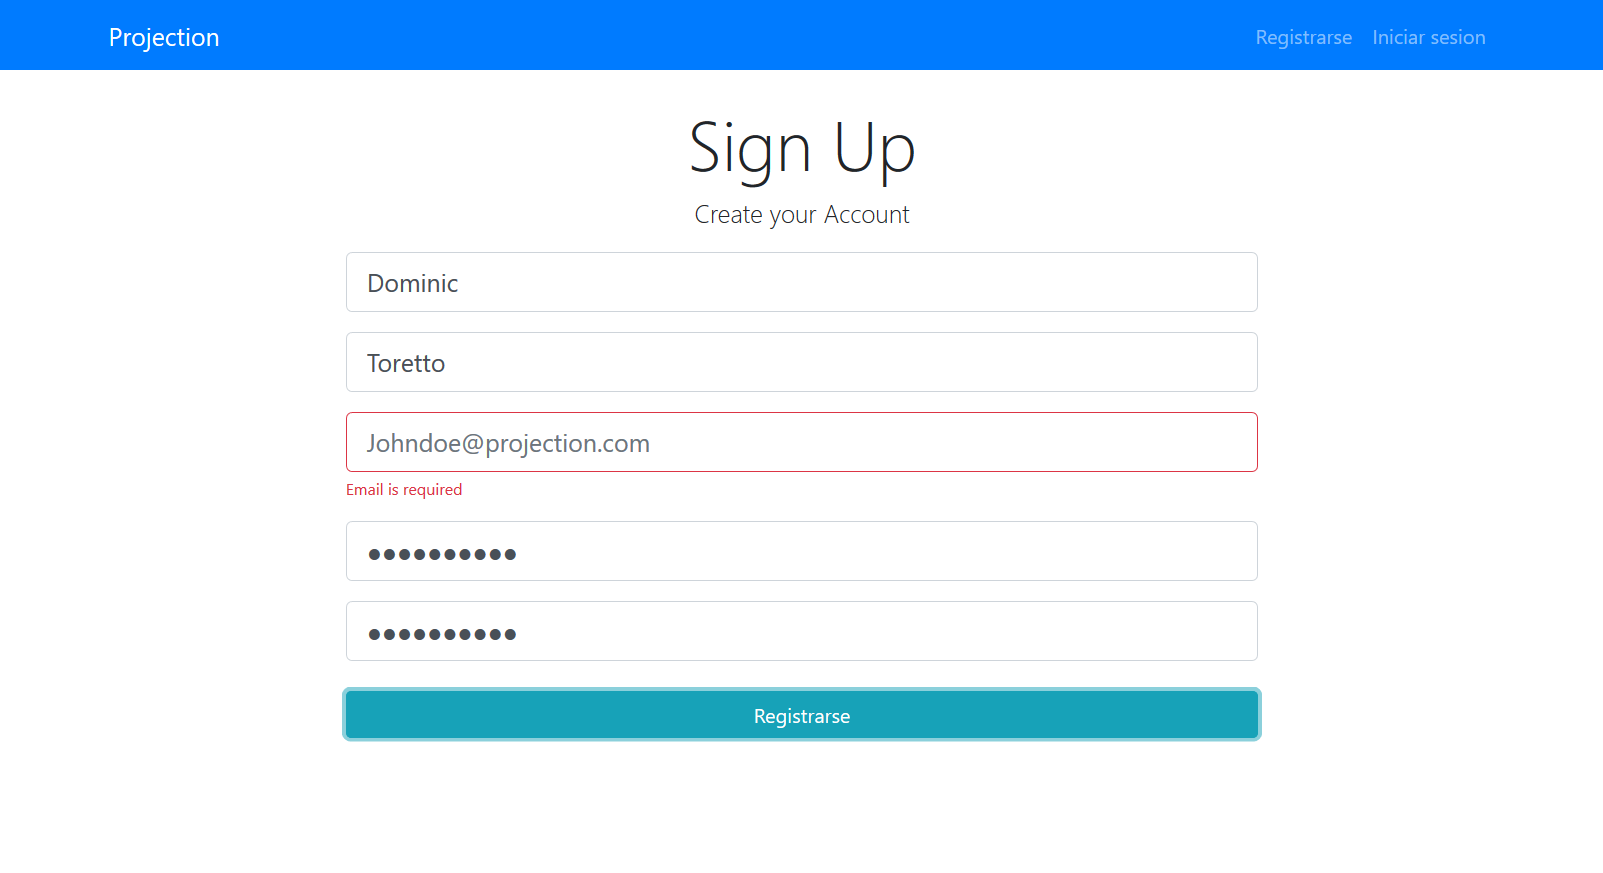 Projection Registrarse Iniciar sesion
Sign Up
Create your Account
Dominic
Toretto
Johndoe@projection.com
Email is required
●●●●●●●●●●
●●●●●●●●●●
Registrarse